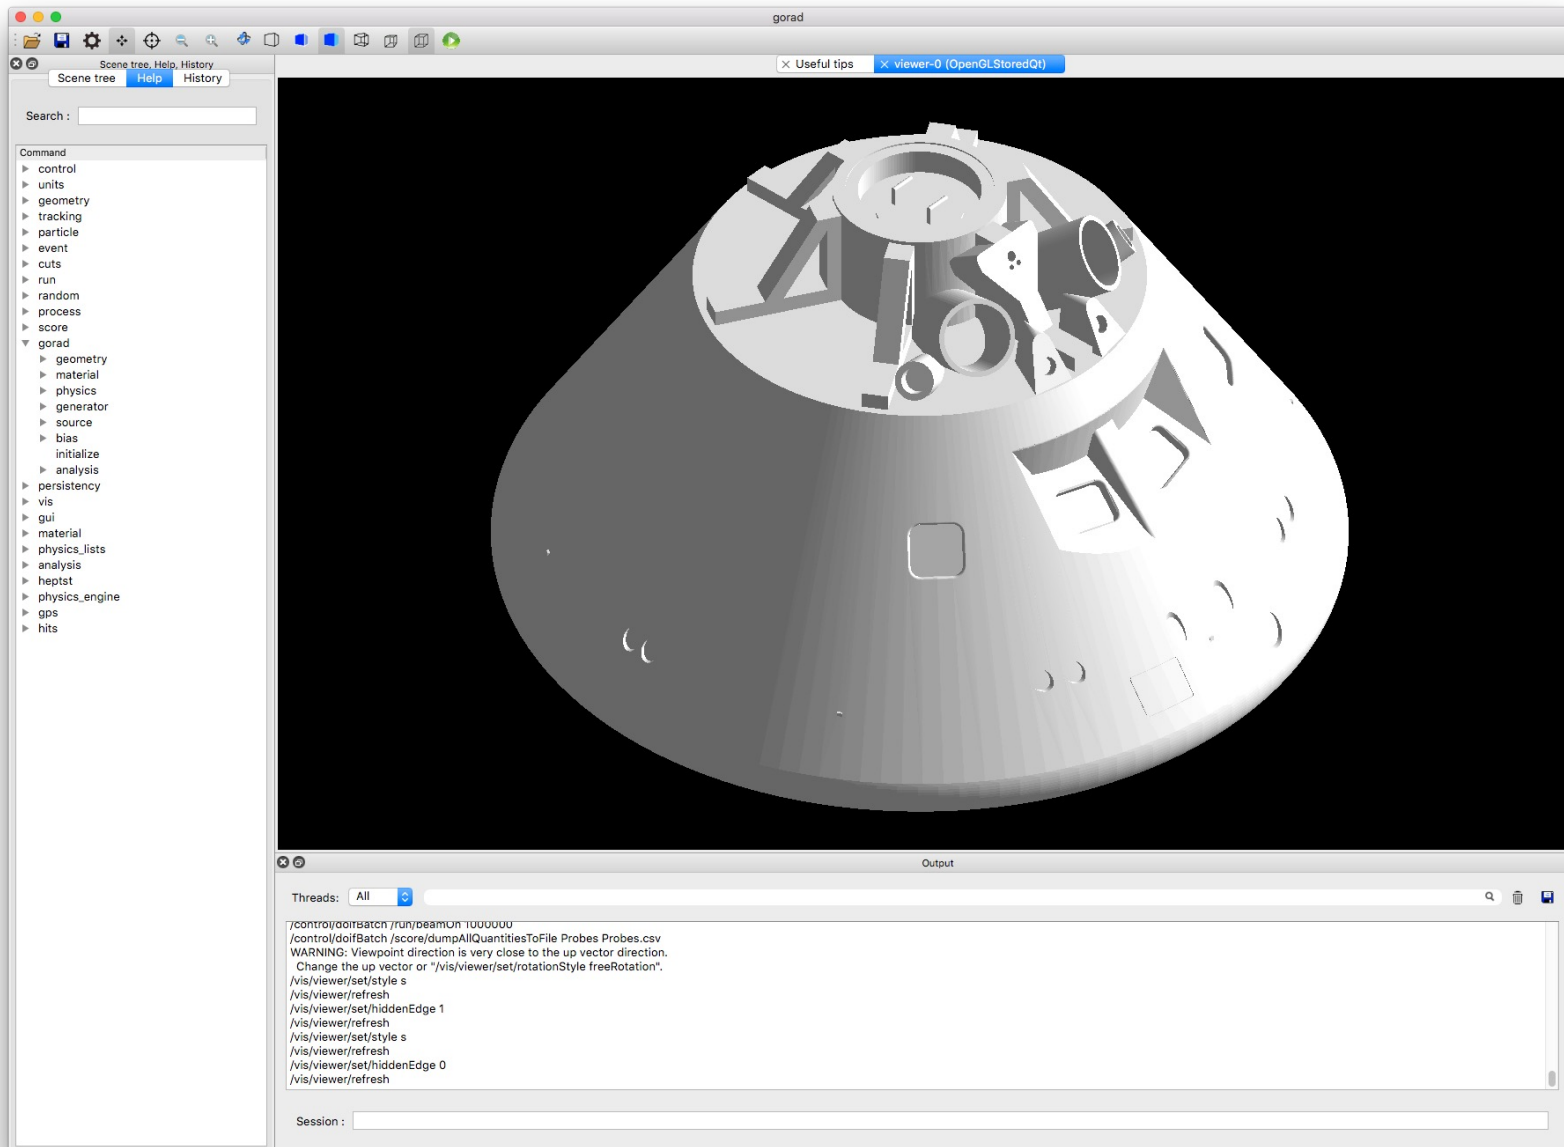 gorad
Scene tree, Help, History
Scene tree
Help
History
Useful tips
viewer-0 (OpenGLStoredQt)
Search :
Command
control
units
geometry
tracking
particle
event
cuts
run
random
process
score
gorad
geometry
material
physics
generator
source
bias
initialize
analysis
persistency
vis
gui
material
physics_lists
analysis
heptst
physics_engine
gps
hits
Output
Threads:
All
/control/doifBatch /run/beamOn 1000000
/control/doifBatch /score/dumpAllQuantitiesToFile Probes Probes.csv
WARNING: Viewpoint direction is very close to the up vector direction.
Change the up vector or "/vis/viewer/set/rotationStyle freeRotation".
/vis/viewer/set/style s
/vis/viewer/refresh
/vis/viewer/set/hiddenEdge 1
/vis/viewer/refresh
/vis/viewer/set/style s
/vis/viewer/refresh
/vis/viewer/set/hiddenEdge 0
/vis/viewer/refresh
Session :